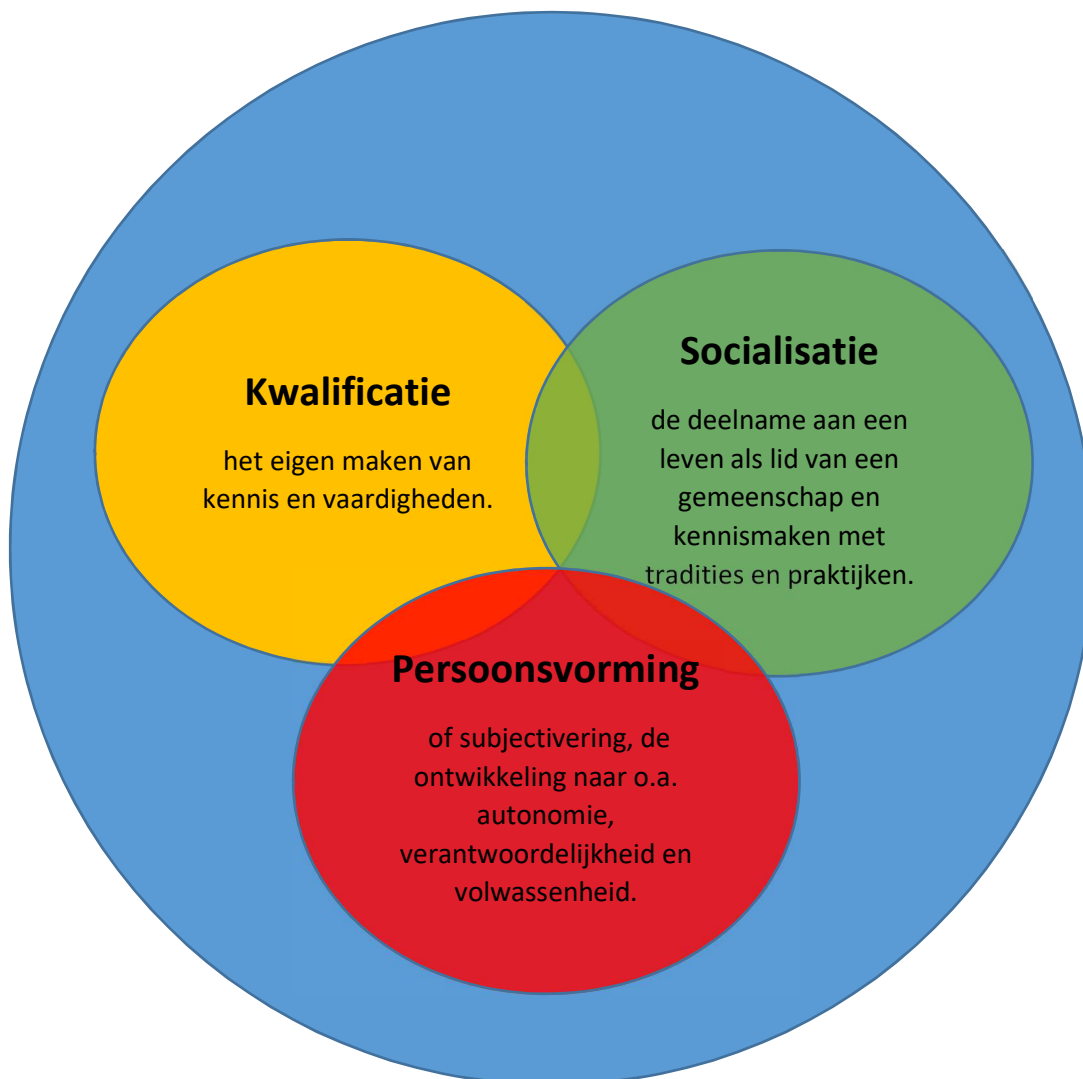 Kwalificatie
het eigen maken van
kennis en vaardigheden.
Socialisatie
de deelname aan een
leven als lid van een
gemeenschap en
kennismaken met
tradities en praktijken.
Persoonsvorming
of subjectivering, de
ontwikkeling naar o.a.
autonomie,
verantwoordelijkheid en
volwassenheid.